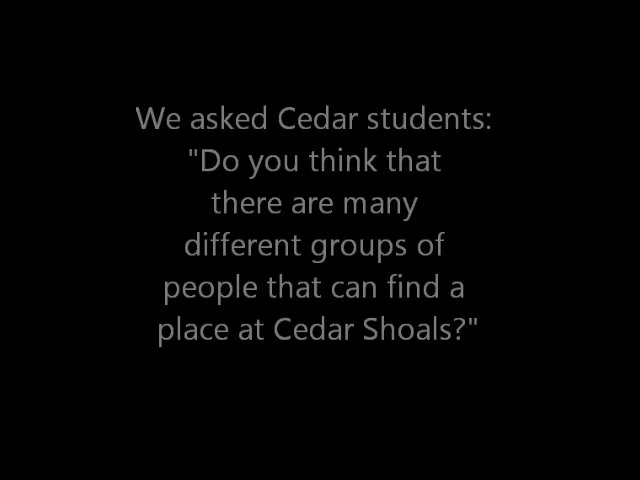 We asked Cedar students:
"Do you think that
there are many
different groups of
people that can find a
place at Cedar Shoals?"